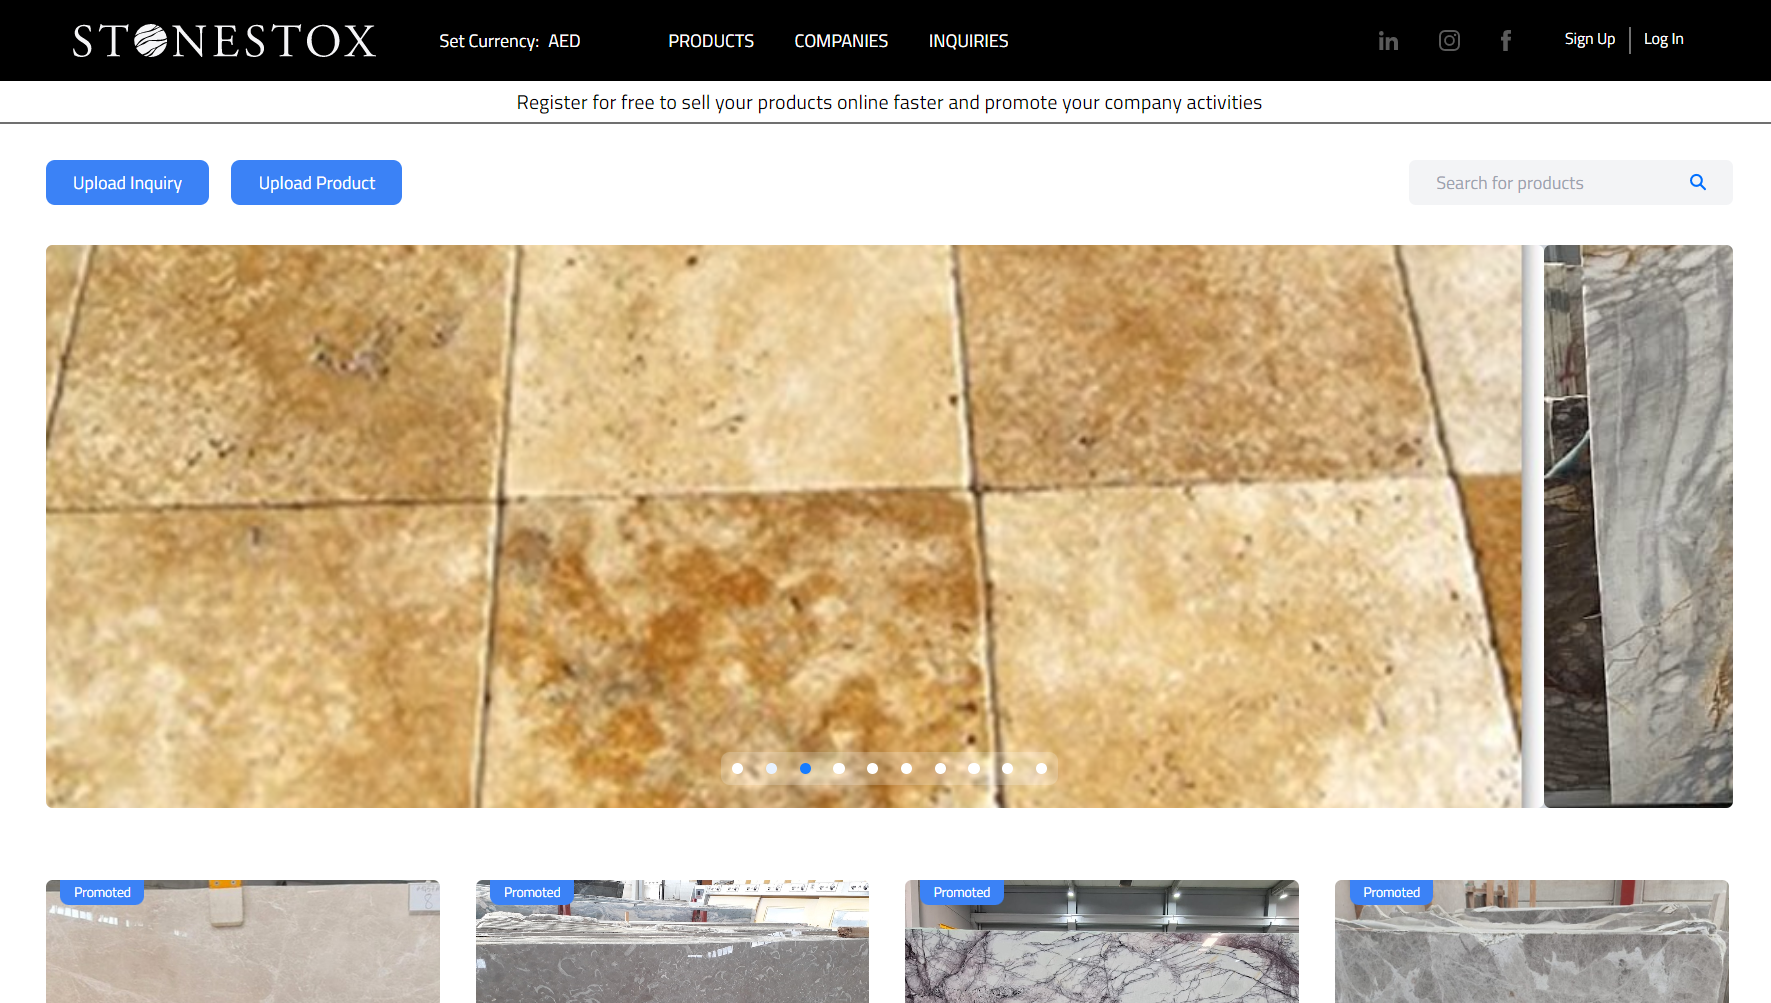 STONESTOX
Set Currency: AED
PRODUCTS
COMPANIES
INQUIRIES
Sign Up
Log In
Register for free to sell your products online faster and promote your company activities
Upload Inquiry
Upload Product
Search for products
Promoted
Promoted
Promoted
Promoted